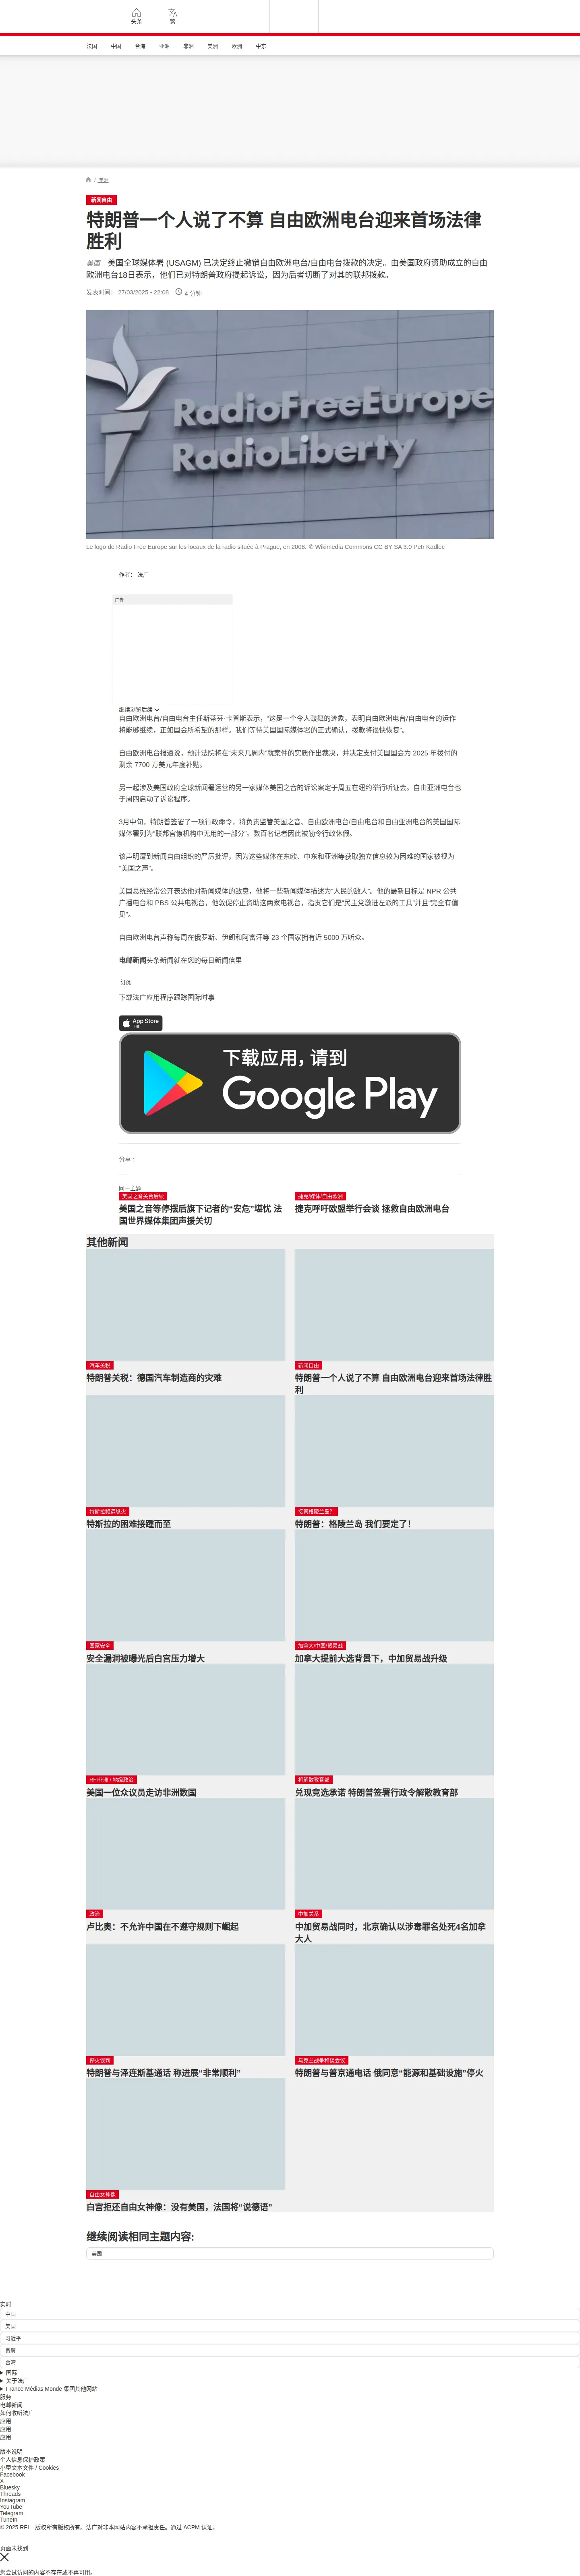 头条
繁
法国
中国
台海
亚洲
非洲
美洲
欧洲
中东
/ 美洲
新闻自由
特朗普一个人说了不算 自由欧洲电台迎来首场法律
胜利
美国 – 美国全球媒体署 (USAGM) 已决定终止撤销自由欧洲电台/自由电台拨款的决定。由美国政府资助成立的自由
欧洲电台18日表示，他们已对特朗普政府提起诉讼，因为后者切断了对其的联邦拨款。
发表时间： 27/03/2025 - 22:08
4 分钟
RadioFreeEurope
RadioLiberty
Le logo de Radio Free Europe sur les locaux de la radio située à Prague, en 2008. © Wikimedia Commons CC BY SA 3.0 Petr Kadlec
作者： 法广
广告
继续浏览后续
自由欧洲电台/自由电台主任斯蒂芬·卡普斯表示，“这是一个令人鼓舞的迹象，表明自由欧洲电台/自由电台的运作
将能够继续，正如国会所希望的那样。我们等待美国国际媒体署的正式确认，拨款将很快恢复”。
自由欧洲电台报道说，预计法院将在“未来几周内”就案件的实质作出裁决，并决定支付美国国会为 2025 年拨付的
剩余 7700 万美元年度补贴。
另一起涉及美国政府全球新闻署运营的另一家媒体美国之音的诉讼案定于周五在纽约举行听证会。自由亚洲电台也
于周四启动了诉讼程序。
3月中旬，特朗普签署了一项行政命令，将负责监管美国之音、自由欧洲电台/自由电台和自由亚洲电台的美国国际
媒体署列为“联邦官僚机构中无用的一部分”。数百名记者因此被勒令行政休假。
该声明遭到新闻自由组织的严厉批评，因为这些媒体在东欧、中东和亚洲等获取独立信息较为困难的国家被视为
“美国之声”。
美国总统经常公开表达他对新闻媒体的敌意，他将一些新闻媒体描述为“人民的敌人”。他的最新目标是 NPR 公共
广播电台和 PBS 公共电视台，他敦促停止资助这两家电视台，指责它们是“民主党激进左派的工具”并且“完全有偏
见”。
自由欧洲电台声称每周在俄罗斯、伊朗和阿富汗等 23 个国家拥有近 5000 万听众。
电邮新闻头条新闻就在您的每日新闻信里
订阅
下载法广应用程序跟踪国际时事
App Store
下载
下载应用，请到
Google Play
分享 :
同一主题
美国之音关台后续
美国之音等停摆后旗下记者的“安危”堪忧 法
国世界媒体集团声援关切
捷克/媒体/自由欧洲
捷克呼吁欧盟举行会谈 拯救自由欧洲电台
其他新闻
汽车关税
特朗普关税：德国汽车制造商的灾难
新闻自由
特朗普一个人说了不算 自由欧洲电台迎来首场法律胜
利
特斯拉频遭纵火
特斯拉的困难接踵而至
接管格陵兰岛?
特朗普：格陵兰岛 我们要定了！
国家安全
安全漏洞被曝光后白宫压力增大
加拿大/中国/贸易战
加拿大提前大选背景下，中加贸易战升级
RFI非洲 / 地缘政治
美国一位众议员走访非洲数国
将解散教育部
兑现竞选承诺 特朗普签署行政令解散教育部
政治
卢比奥：不允许中国在不遵守规则下崛起
中加关系
中加贸易战同时，北京确认以涉毒罪名处死4名加拿
大人
停火谈判
特朗普与泽连斯基通话 称进展“非常顺利”
乌克兰战争和谈会议
特朗普与普京通电话 俄同意“能源和基础设施”停火
自由女神像
白宫拒还自由女神像：没有美国，法国将“说德语”
继续阅读相同主题内容:
美国
实时
中国
美国
习近平
贪腐
台湾
国际
关于法广
France Médias Monde 集团其他网站
服务
电邮新闻
如何收听法广
应用
应用
应用
版本说明
个人信息保护政策
小型文本文件 / Cookies
Facebook
X
Bluesky
Threads
Instagram
YouTube
Telegram
TuneIn
© 2025 RFI – 版权所有版权所有。法广对非本网站内容不承担责任。通过 ACPM 认证。
页面未找到
您尝试访问的内容不存在或不再可用。